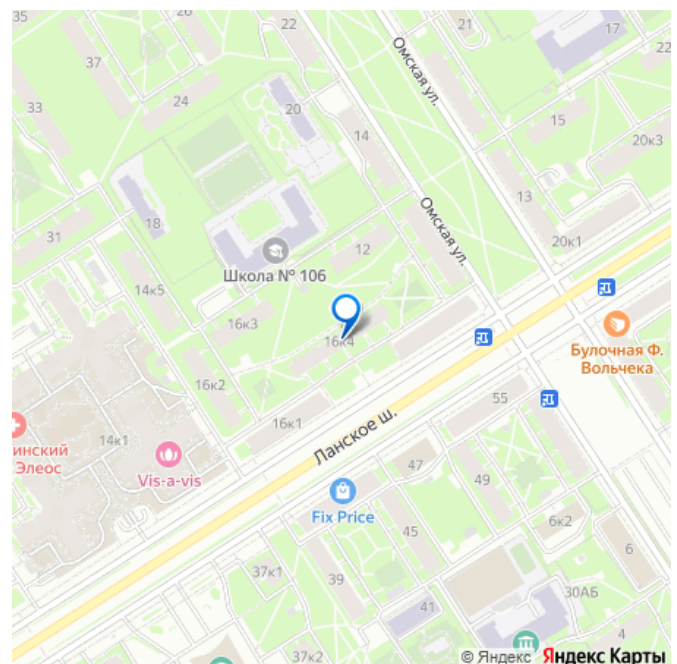 22
21
17
22
37
24
33
20
Омская ул.
14
15
20к3
18
13
31
Омская ул.
12
20к1
Школа № 106
14к5
16к3
16к4
Булочная Ф.
Вольчека
16к2
55
16к1
Ланское ш.
14к1
инский
Элеос
Vis-a-vis
47
49
Fix Price
45
6к2
6
37к1
39
30АБ
41
4
37к2
© Яндекс Яндекс Карты